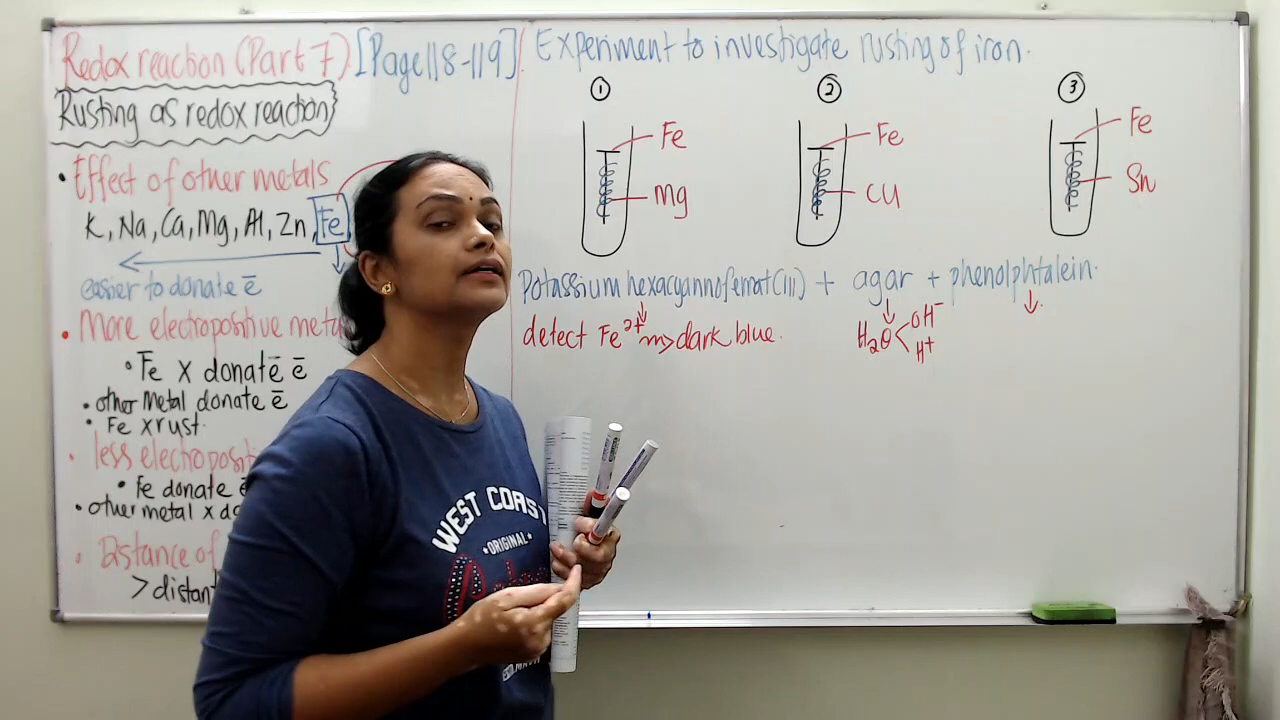 Redox reaction (Part 7) [Page 118-119]
Rusting as redox reaction
• Effect of other metals
K, Na, Ca, Mg, Al, Zn, Fe
easier to donate ē
• More electropositive
• Fe x donate ē
• other metal donate ē
• Fe x rust.
• less
• Fe donate ē
• other metal x
• Distance of
>
Experiment to investigate rusting of iron.
1 2 3
Fe Fe Fe
Mg Cu Sn
Potassium hexacyannoferrat(III) + agar + phenolphtalein.
detect Fe²⁺ ⇝ dark blue.
H₂O < OH⁻
H⁺
WEST COAST
•ORIGINAL•